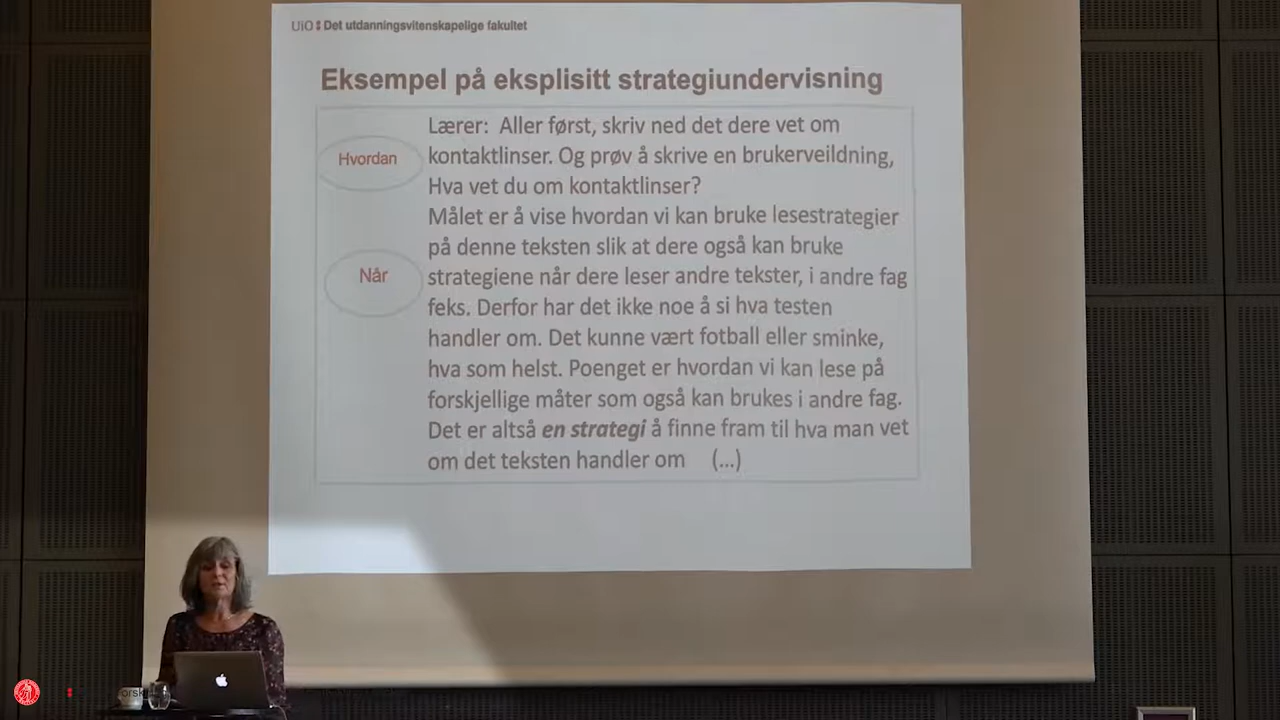 UiO Det utdanningsvitenskapelige fakultet
Eksempel på eksplisitt strategiundervisning
Hvordan
Når
Lærer: Aller først, skriv ned det dere vet om
kontaktlinser. Og prøv å skrive en brukerveildning,
Hva vet du om kontaktlinser?
Målet er å vise hvordan vi kan bruke lesestrategier
på denne teksten slik at dere også kan bruke
strategiene når dere leser andre tekster, i andre fag
feks. Derfor har det ikke noe å si hva testen
handler om. Det kunne vært fotball eller sminke,
hva som helst. Poenget er hvordan vi kan lese på
forskjellige måter som også kan brukes i andre fag.
Det er altså en strategi å finne fram til hva man vet
om det teksten handler om (...)